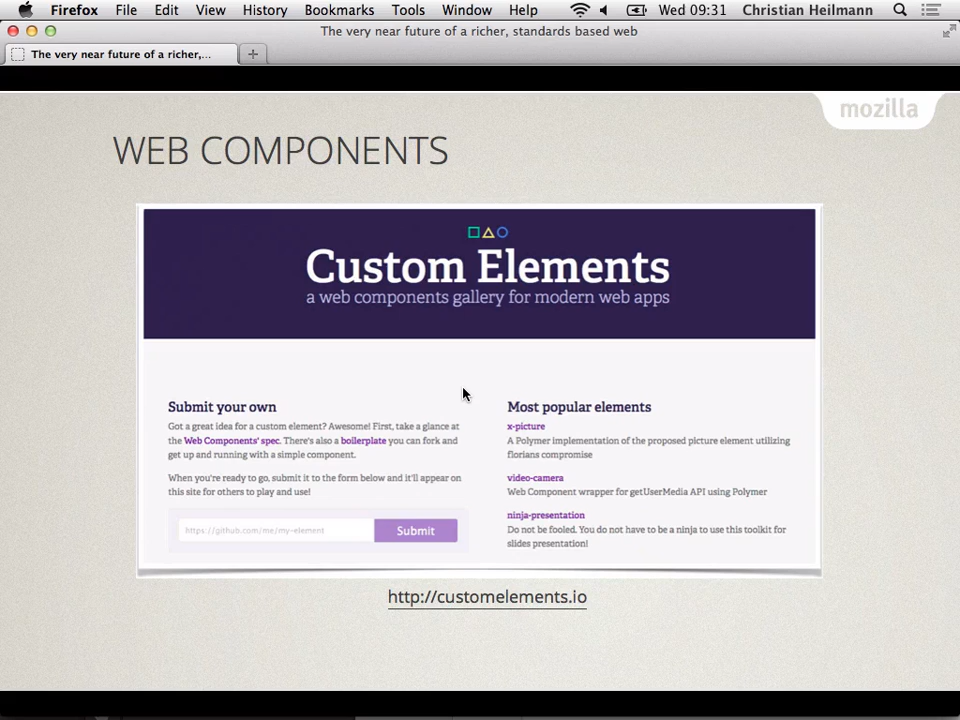 Firefox File Edit View History Bookmarks Tools Window Help Wed 09:31 Christian Heilmann
The very near future of a richer, standards based web
The very near future of a richer,...
mozilla
WEB COMPONENTS
Custom Elements
a web components gallery for modern web apps
Submit your own
Got a great idea for a custom element? Awesome! First, take a glance at
the Web Components' spec. There's also a boilerplate you can fork and
get up and running with a simple component.
When you're ready to go, submit it to the form below and it'll appear on
this site for others to play and use!
https://github.com/me/my-element
Submit
Most popular elements
x-picture
A Polymer implementation of the proposed picture element utilizing
florians compromise
video-camera
Web Component wrapper for getUserMedia API using Polymer
ninja-presentation
Do not be fooled. You do not have to be a ninja to use this toolkit for
slides presentation!
http://customelements.io